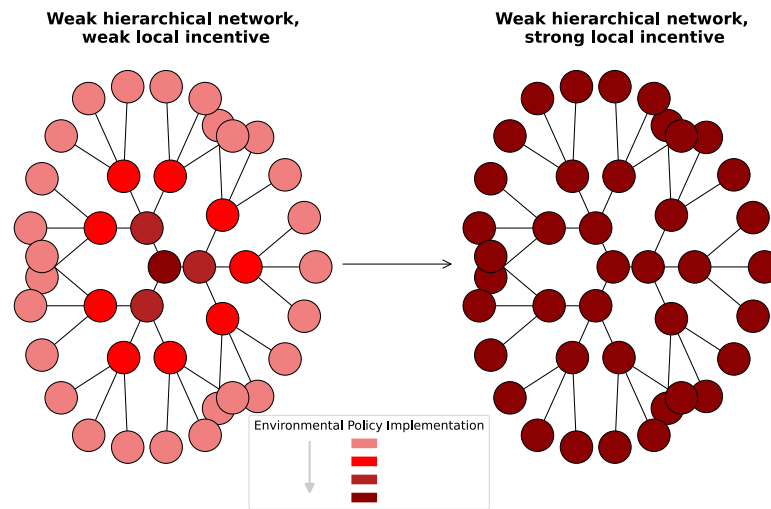 Weak hierarchical network,
weak local incentive
Weak hierarchical network,
strong local incentive
Environmental Policy Implementation